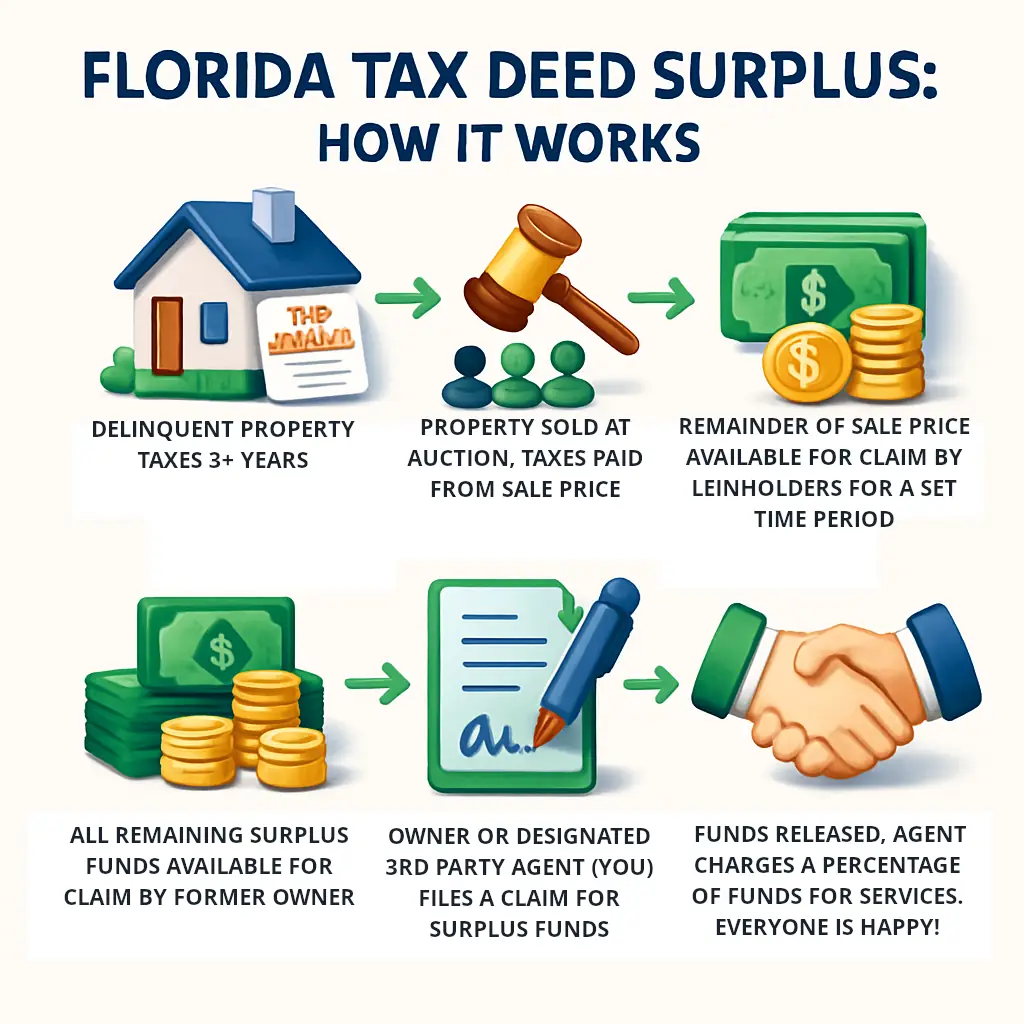 FLORIDA TAX DEED SURPLUS:
HOW IT WORKS
DELINQUENT PROPERTY
TAXES 3+ YEARS
PROPERTY SOLD AT
AUCTION, TAXES PAID
FROM SALE PRICE
REMAINDER OF SALE PRICE
AVAILABLE FOR CLAIM BY
LEINHOLDERS FOR A SET
TIME PERIOD
$
$
$
ALL REMAINING SURPLUS
FUNDS AVAILABLE FOR
CLAIM BY FORMER OWNER
OWNER OR DESIGNATED
3RD PARTY AGENT (YOU)
FILES A CLAIM FOR
SURPLUS FUNDS
FUNDS RELEASED, AGENT
CHARGES A PERCENTAGE
OF FUNDS FOR SERVICES.
EVERYONE IS HAPPY!